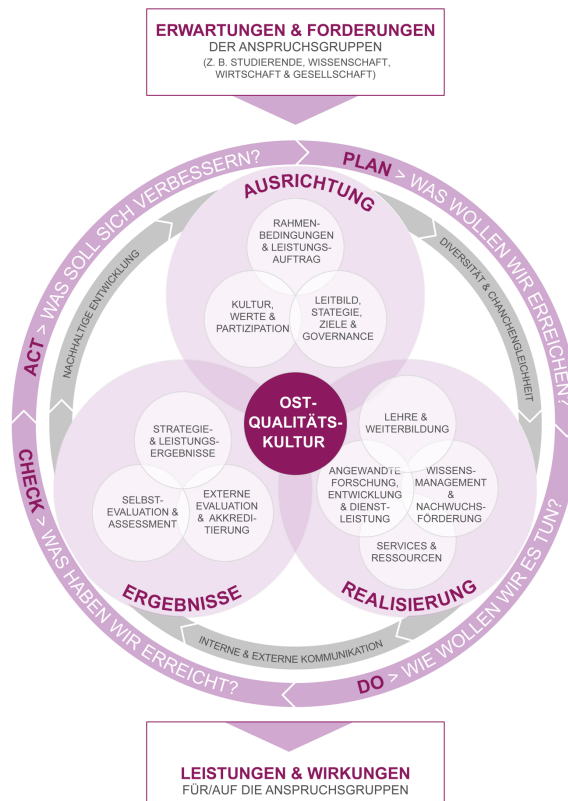 ERWARTUNGEN & FORDERUNGEN
DER ANSPRUCHSGRUPPEN
(Z. B. STUDIERENDE, WISSENSCHAFT,
WIRTSCHAFT & GESELLSCHAFT)
PLAN > WAS WOLLEN WIR ERREICHEN?
DO > WIE WOLLEN WIR ES TUN?
CHECK > WAS HABEN WIR ERREICHT?
ACT > WAS SOLL SICH VERBESSERN?
DIVERSITÄT & CHANCHENGLEICHHEIT
INTERNE & EXTERNE KOMMUNIKATION
NACHHALTIGE ENTWICKLUNG
AUSRICHTUNG
RAHMEN-
BEDINGUNGEN
& LEISTUNGS-
AUFTRAG
KULTUR,
WERTE &
PARTIZIPATION
LEITBILD,
STATEGIE,
ZIELE &
GOVERNANCE
OST-
QUALITÄTS-
KULTUR
STRATEGIE-
& LEISTUNGS-
ERGEBNISSE
SELBST-
EVALUATION &
ASSESSMENT
EXTERNE
EVALUATION
& AKKREDI-
TIERUNG
ERGEBNISSE
LEHRE &
WEITERBILDUNG
ANGEWANDTE
FORSCHUNG,
ENTWICKLUNG
& DIENST-
LEISTUNG
WISSENS-
MANAGEMENT
&
NACHWUCHS-
FÖRDERUNG
SERVICES &
RESSOURCEN
REALISIERUNG
LEISTUNGEN & WIRKUNGEN
FÜR/AUF DIE ANSPRUCHSGRUPPEN